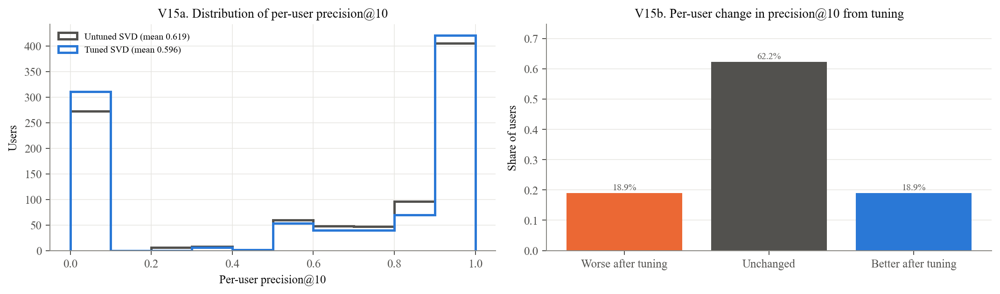 V15a. Distribution of per-user precision@10
Untuned SVD (mean 0.619)
Tuned SVD (mean 0.596)
Users
400
350
300
250
200
150
100
50
0
0.0 0.2 0.4 0.6 0.8 1.0
Per-user precision@10
V15b. Per-user change in precision@10 from tuning
Share of users
0.7
0.6
0.5
0.4
0.3
0.2
0.1
0.0
18.9% 62.2% 18.9%
Worse after tuning Unchanged Better after tuning